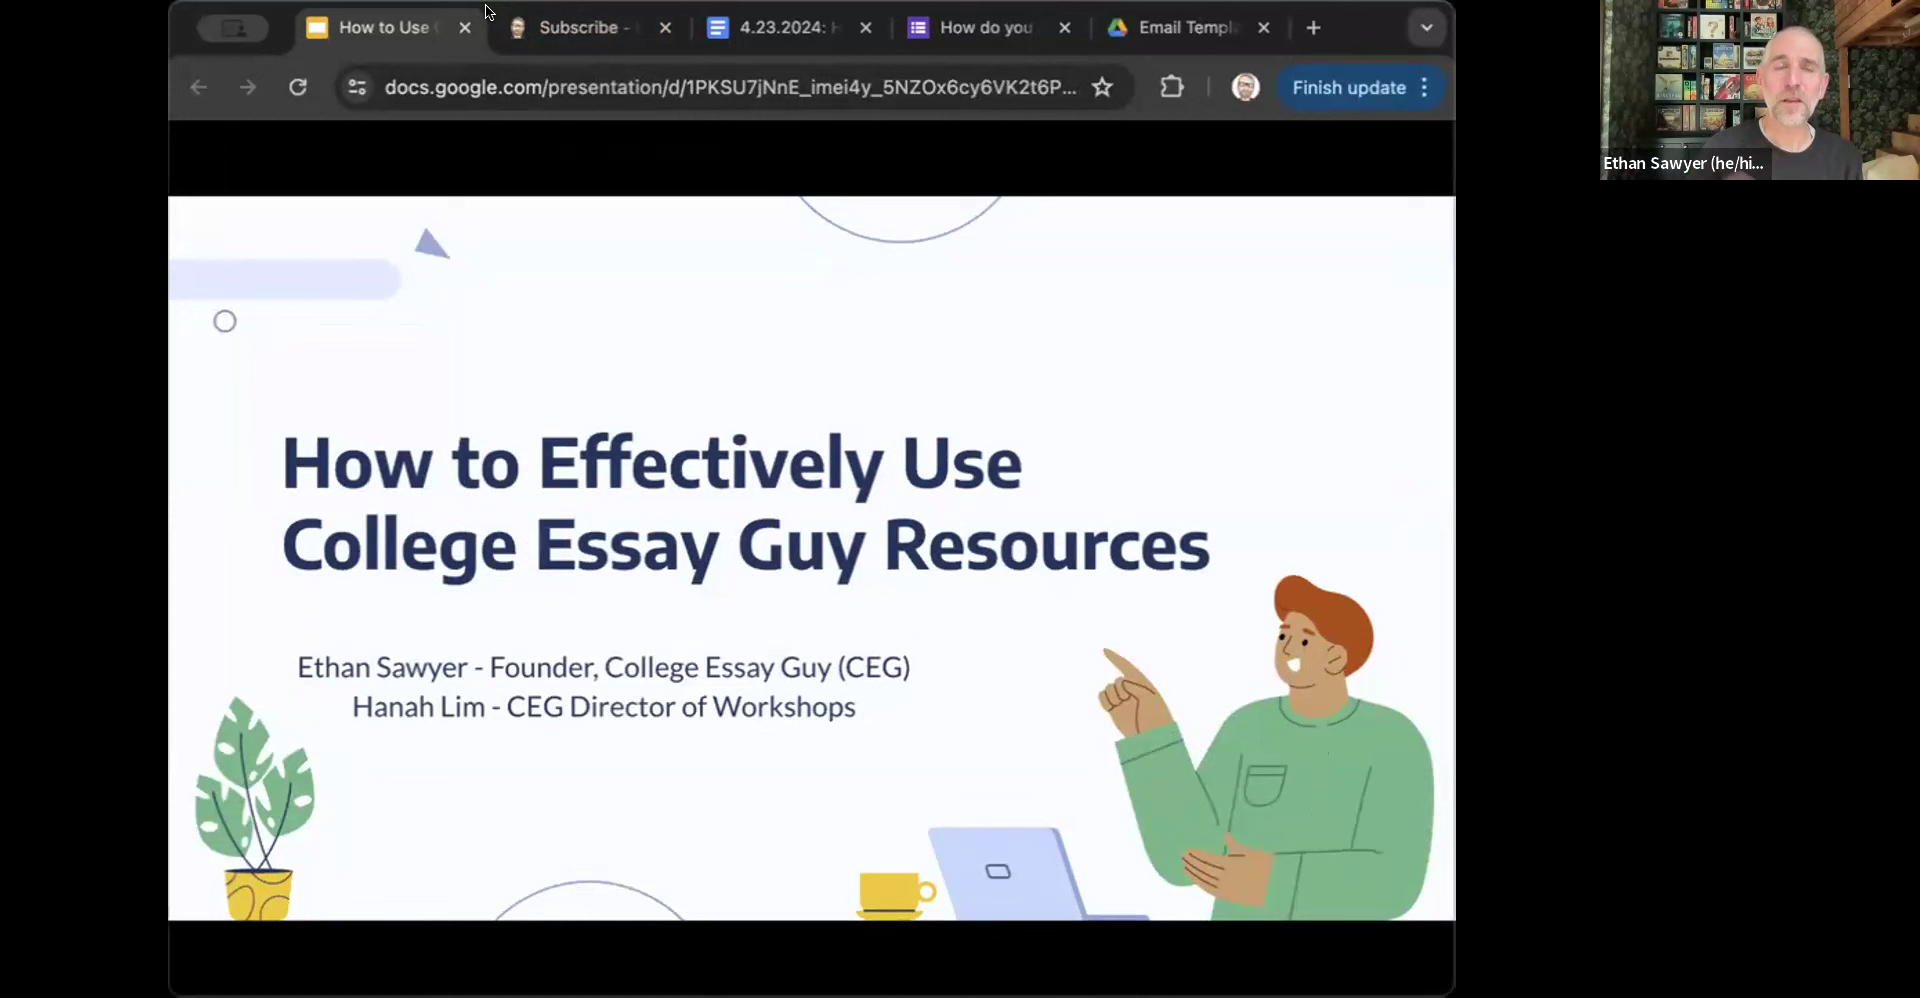 How to Use
Subscribe -
4.23.2024:
How do you
Email Templ
docs.google.com/presentation/d/1PKSU7jNnE_imei4y_5NZOx6cy6VK2t6P...
Finish update
Ethan Sawyer (he/hi...
How to Effectively Use
College Essay Guy Resources
Ethan Sawyer - Founder, College Essay Guy (CEG)
Hanah Lim - CEG Director of Workshops